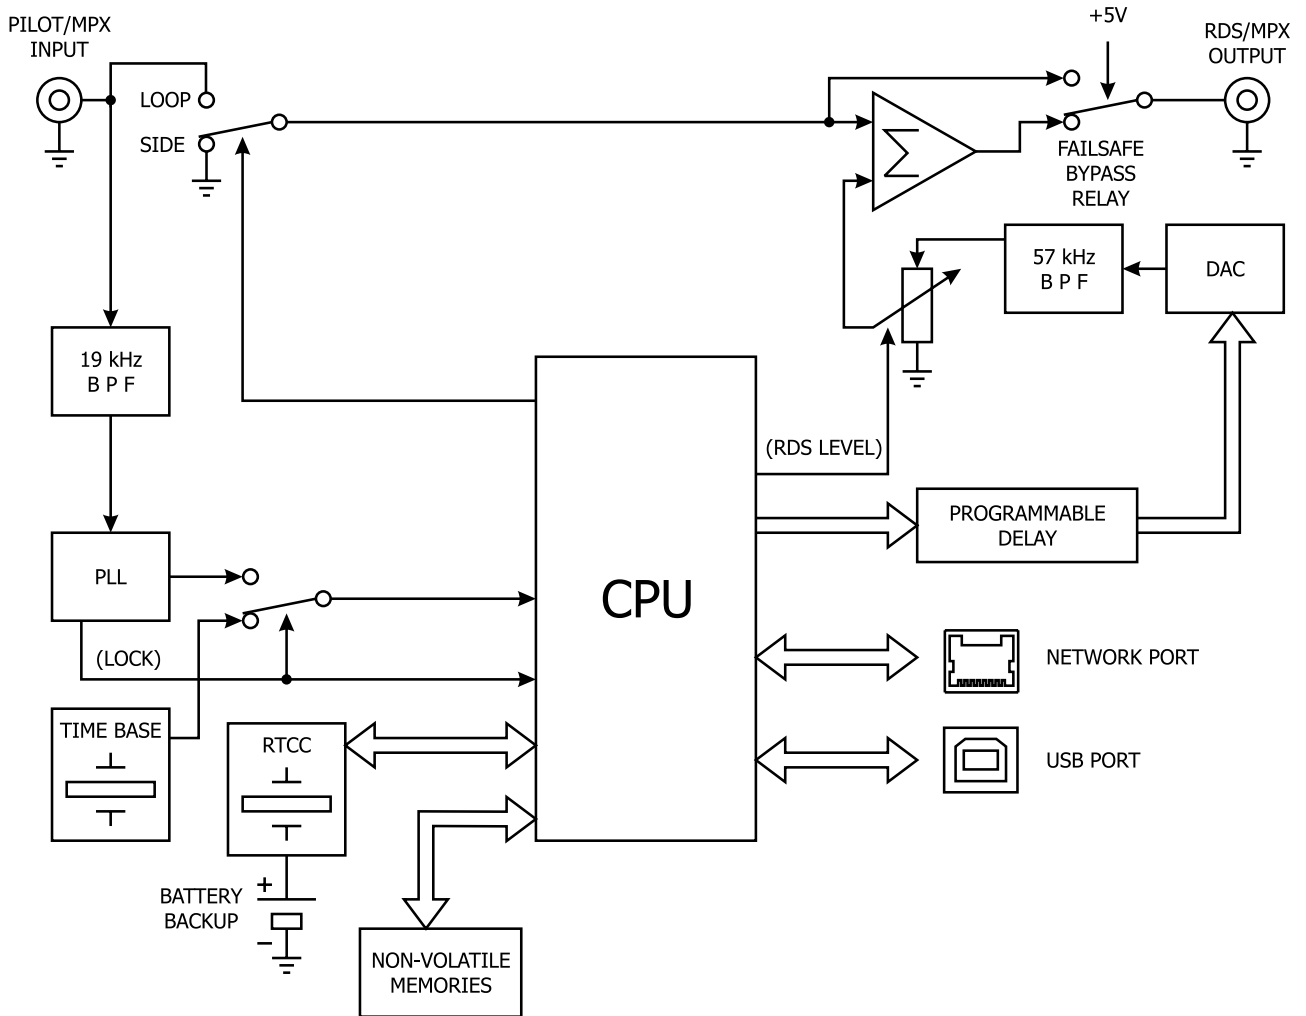 PILOT/MPX
INPUT
+5V
RDS/MPX
OUTPUT
LOOP
SIDE
FAILSAFE
BYPASS
RELAY
57 kHz
B P F
DAC
19 kHz
B P F
(RDS LEVEL)
PROGRAMMABLE
DELAY
PLL
CPU
(LOCK)
NETWORK PORT
TIME BASE
RTCC
USB PORT
+
BATTERY
BACKUP
−
NON-VOLATILE
MEMORIES